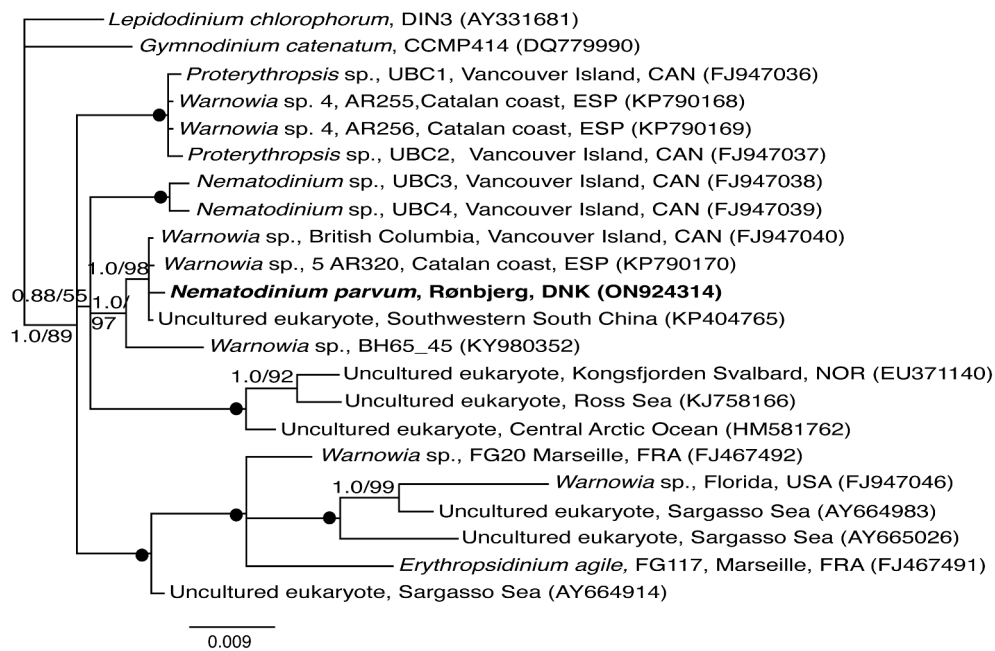 Lepidodinium chlorophorum, DIN3 (AY331681)
Gymnodinium catenatum, CCMP414 (DQ779990)
Proterythropsis sp., UBC1, Vancouver Island, CAN (FJ947036)
Warnowia sp. 4, AR255,Catalan coast, ESP (KP790168)
Warnowia sp. 4, AR256, Catalan coast, ESP (KP790169)
Proterythropsis sp., UBC2, Vancouver Island, CAN (FJ947037)
Nematodinium sp., UBC3, Vancouver Island, CAN (FJ947038)
Nematodinium sp., UBC4, Vancouver Island, CAN (FJ947039)
Warnowia sp., British Columbia, Vancouver Island, CAN (FJ947040)
1.0/98
Warnowia sp., 5 AR320, Catalan coast, ESP (KP790170)
0.88/55
1.0/
97
Nematodinium parvum, Rønbjerg, DNK (ON924314)
Uncultured eukaryote, Southwestern South China (KP404765)
1.0/89
Warnowia sp., BH65_45 (KY980352)
1.0/92
Uncultured eukaryote, Kongsfjorden Svalbard, NOR (EU371140)
Uncultured eukaryote, Ross Sea (KJ758166)
Uncultured eukaryote, Central Arctic Ocean (HM581762)
Warnowia sp., FG20 Marseille, FRA (FJ467492)
1.0/99
Warnowia sp., Florida, USA (FJ947046)
Uncultured eukaryote, Sargasso Sea (AY664983)
Uncultured eukaryote, Sargasso Sea (AY665026)
Erythropsidinium agile, FG117, Marseille, FRA (FJ467491)
Uncultured eukaryote, Sargasso Sea (AY664914)
0.009